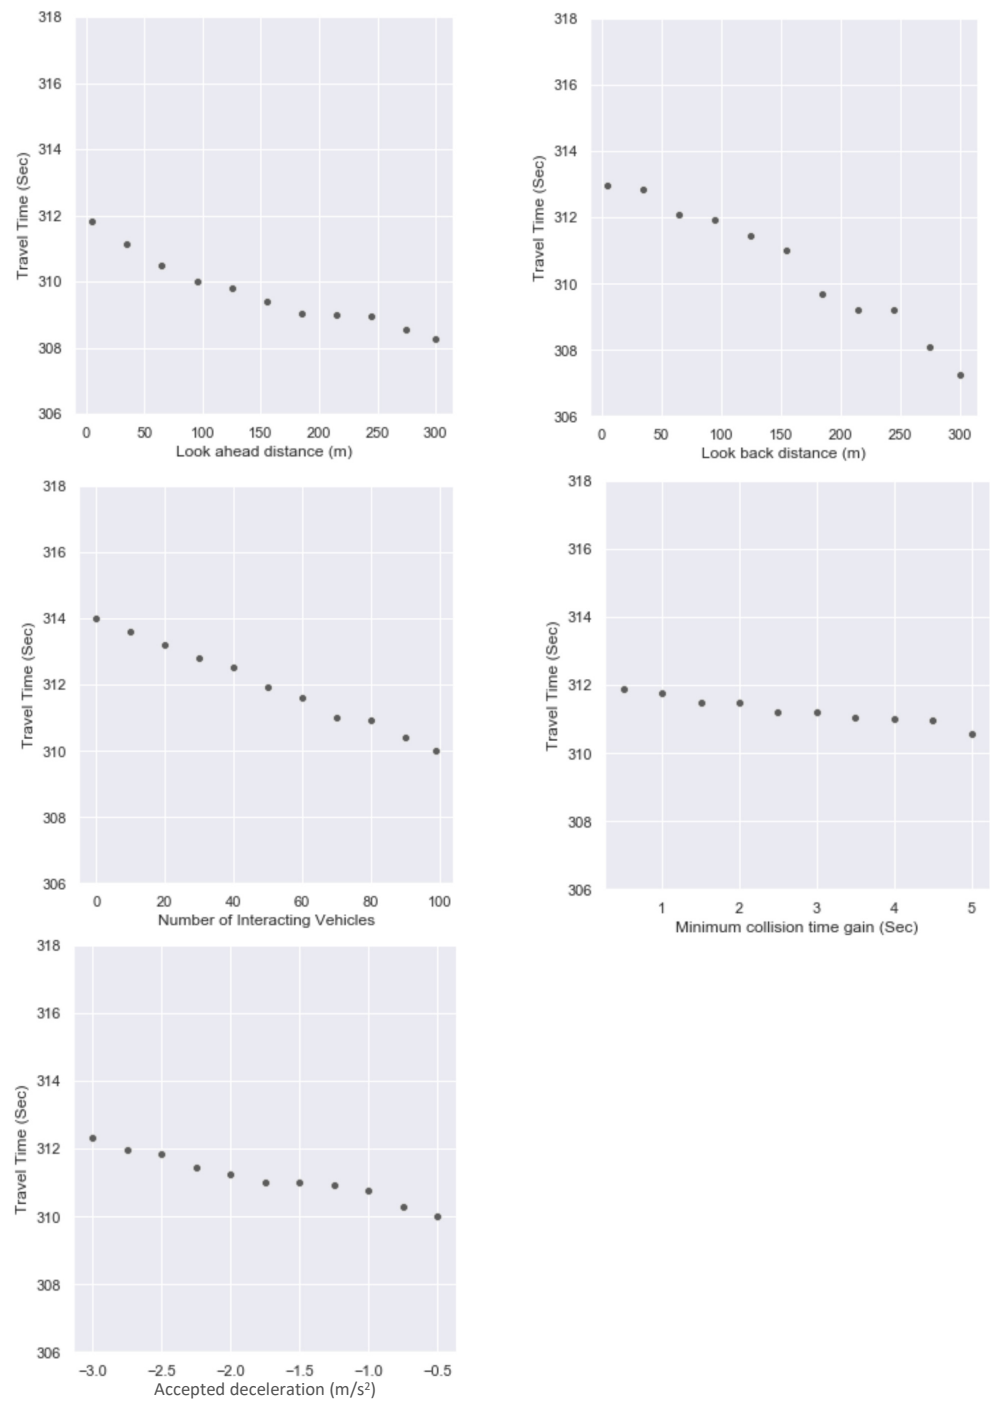 318
316
314
312
310
308
306
Travel Time (Sec)
0 50 100 150 200 250 300
Look ahead distance (m)
318
316
314
312
310
308
306
Travel Time (Sec)
0 50 100 150 200 250 300
Look back distance (m)
318
316
314
312
310
308
306
Travel Time (Sec)
0 20 40 60 80 100
Number of Interacting Vehicles
318
316
314
312
310
308
306
Travel Time (Sec)
1 2 3 4 5
Minimum collision time gain (Sec)
318
316
314
312
310
308
306
Travel Time (Sec)
−3.0 −2.5 −2.0 −1.5 −1.0 −0.5
Accepted deceleration (m/s²)